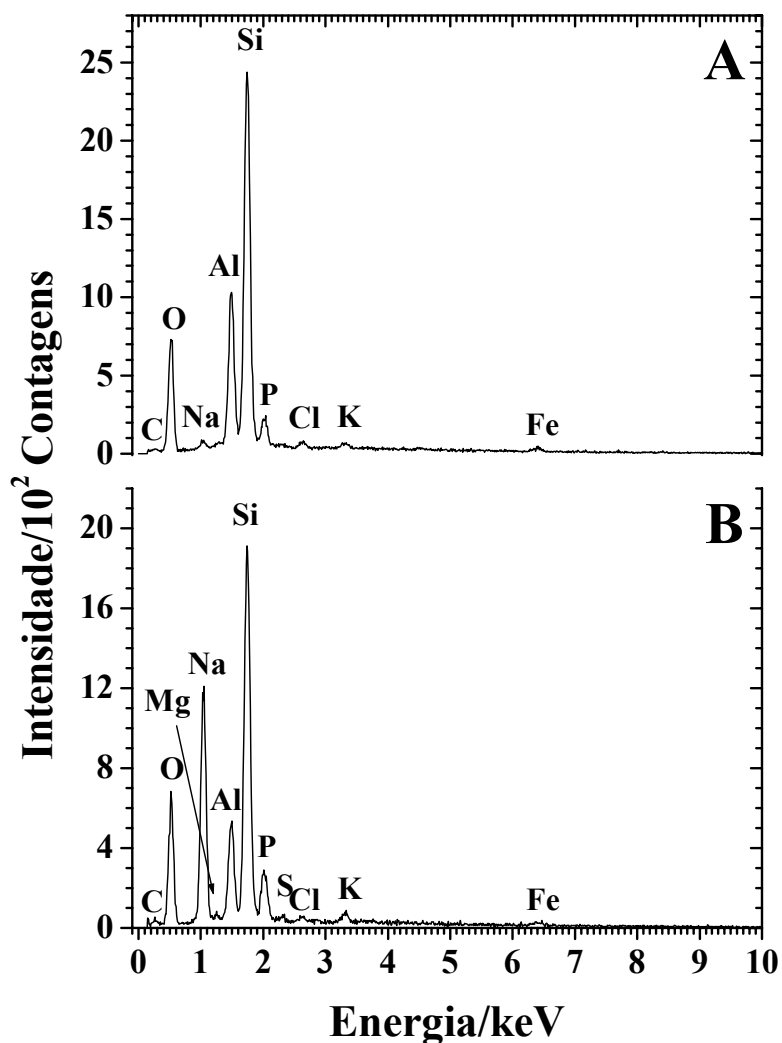 A
Si
Al
O
P
C
Na
Cl
K
Fe
25
20
15
10
5
0
B
Si
Na
Mg
O
Al
P
C
S
Cl
K
Fe
20
16
12
8
4
0
0 1 2 3 4 5 6 7 8 9 10
Intensidade/10² Contagens
Energia/keV